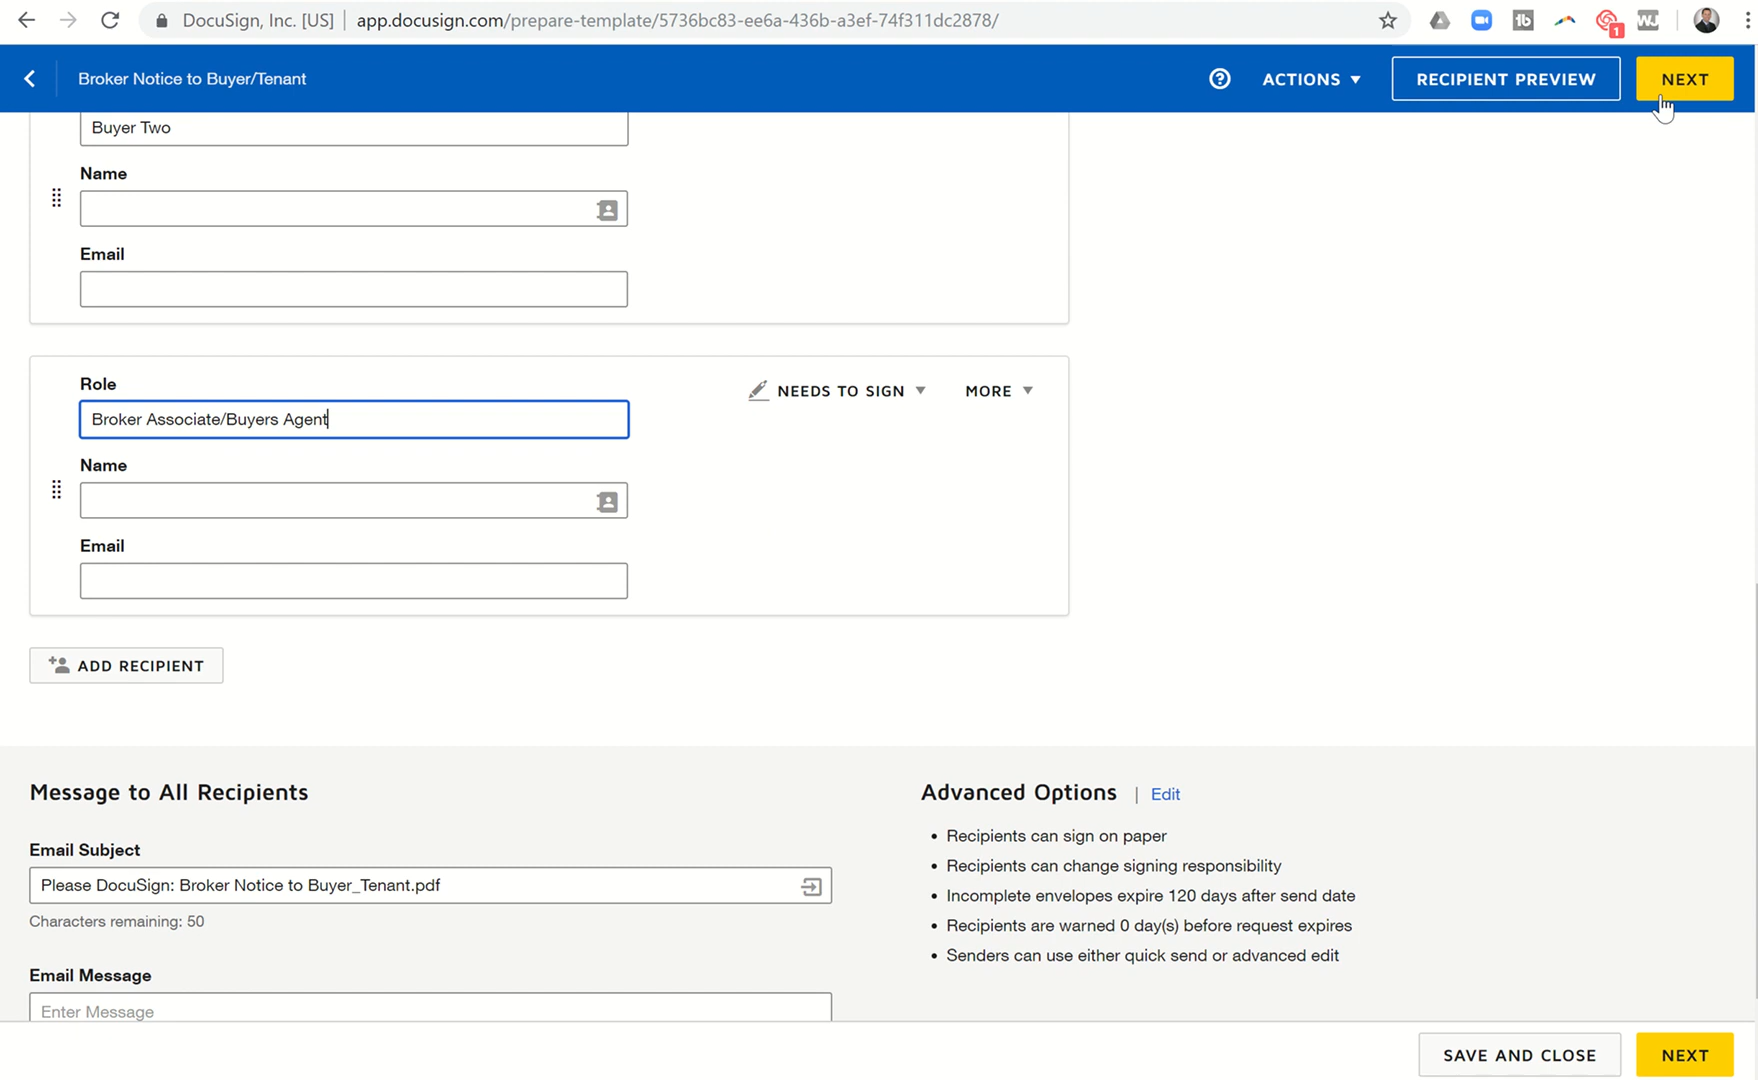 DocuSign, Inc. [US] | app.docusign.com/prepare-template/5736bc83-ee6a-436b-a3ef-74f311dc2878/
1
Broker Notice to Buyer/Tenant
ACTIONS
RECIPIENT PREVIEW
NEXT
Buyer Two
Name
Email
Role
NEEDS TO SIGN
MORE
Broker Associate/Buyers Agent
Name
Email
ADD RECIPIENT
Message to All Recipients
Advanced Options | Edit
Recipients can sign on paper
Email Subject
Recipients can change signing responsibility
Please DocuSign: Broker Notice to Buyer_Tenant.pdf
Incomplete envelopes expire 120 days after send date
Characters remaining: 50
Recipients are warned 0 day(s) before request expires
Senders can use either quick send or advanced edit
Email Message
Enter Message
SAVE AND CLOSE
NEXT